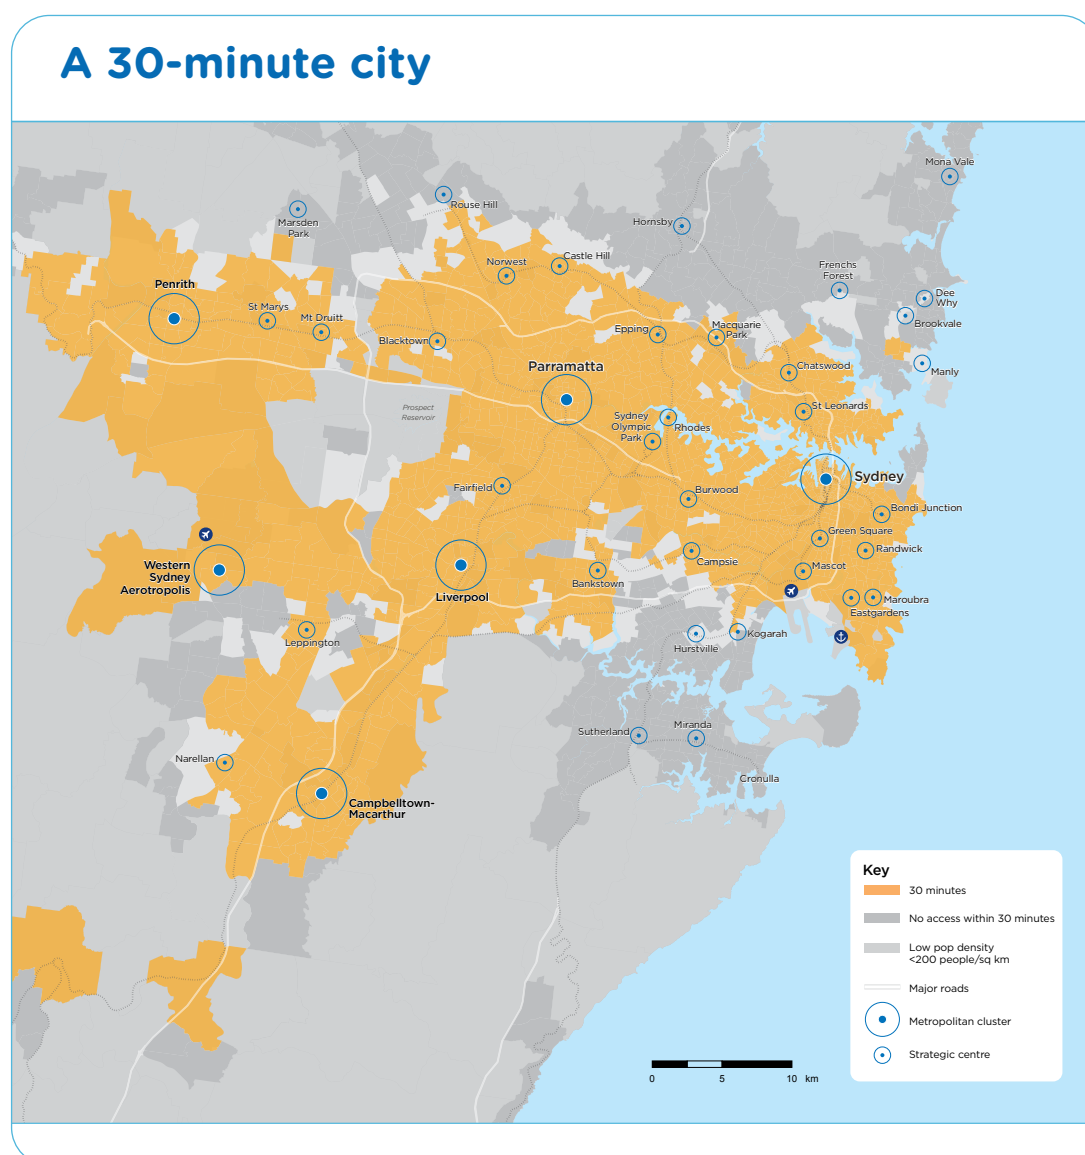 A 30-minute city
Mona Vale
Rouse Hill
Marsden
Park
Hornsby
Castle Hill
Norwest
Frenchs
Forest
Penrith
Dee
Why
St Marys
Mt Druitt
Brookvale
Macquarie
Park
Epping
Blacktown
Parramatta
Chatswood
Manly
Prospect
Reservoir
St Leonards
Sydney
Olympic
Park
Rhodes
Sydney
Fairfield
Burwood
Bondi Junction
Green Square
Randwick
Western
Sydney
Aerotropolis
Campsie
Mascot
Bankstown
Liverpool
Maroubra
Eastgardens
Leppington
Kogarah
Hurstville
Sutherland
Miranda
Narellan
Cronulla
Campbelltown-
Macarthur
Key
30 minutes
No access within 30 minutes
Low pop density
<200 people/sq km
Major roads
Metropolitan cluster
Strategic centre
0 5 10 km